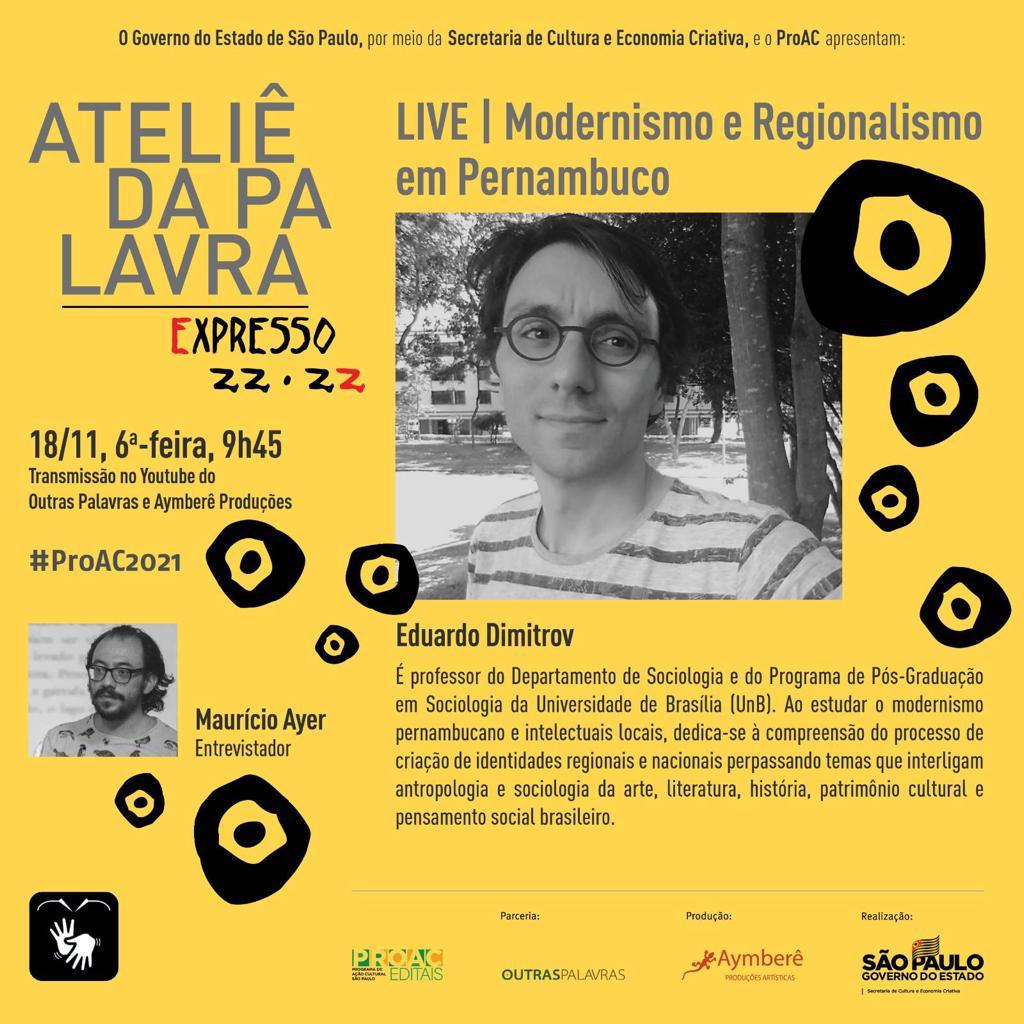 O Governo do Estado de São Paulo, por meio da Secretaria de Cultura e Economia Criativa, e o ProAC apresentam:
ATELIÊ
DA PA
LAVRA
EXPRESSO
22.22
18/11, 6ª-feira, 9h45
Transmissão no Youtube do
Outras Palavras e Aymberê Produções
#ProAC2021
Maurício Ayer
Entrevistador
LIVE | Modernismo e Regionalismo
em Pernambuco
Eduardo Dimitrov
É professor do Departamento de Sociologia e do Programa de Pós-Graduação
em Sociologia da Universidade de Brasília (UnB). Ao estudar o modernismo
pernambucano e intelectuais locais, dedica-se à compreensão do processo de
criação de identidades regionais e nacionais perpassando temas que interligam
antropologia e sociologia da arte, literatura, história, patrimônio cultural e
pensamento social brasileiro.
PROAC
PROGRAMA DE
AÇÃO CULTURAL
SÃO PAULO
EDITAIS
Parceria:
OUTRASPALAVRAS
Produção:
Aymberê
PRODUÇÕES ARTÍSTICAS
Realização:
SÃO PAULO
GOVERNO DO ESTADO
Secretaria de Cultura e Economia Criativa